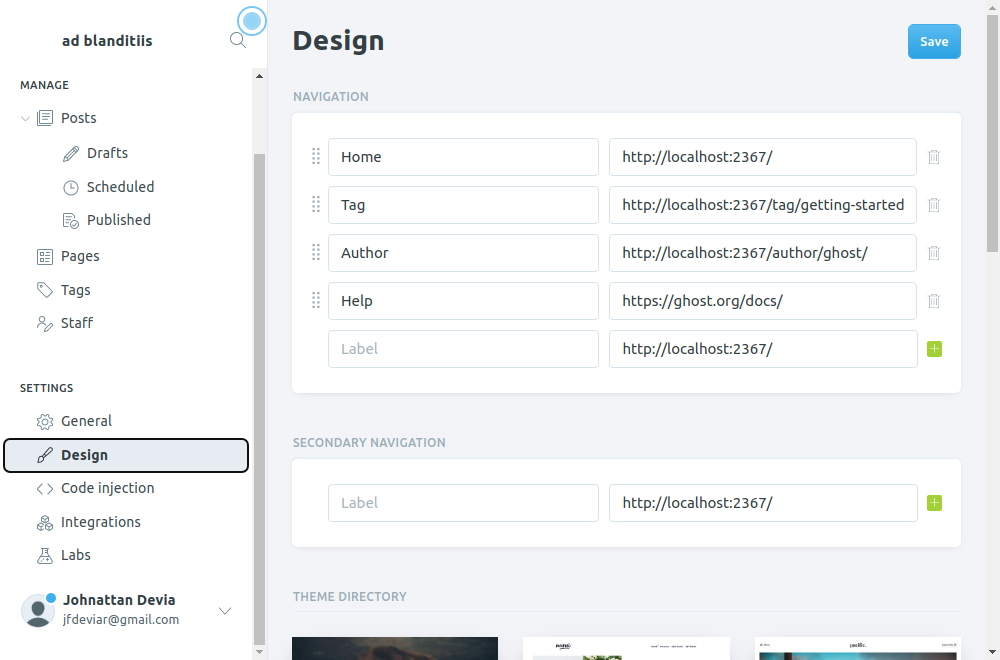 ad blanditiis
MANAGE
Posts
Drafts
Scheduled
Published
Pages
Tags
Staff
SETTINGS
General
Design
Code injection
Integrations
Labs
Johnattan Devia
jfdeviar@gmail.com
Design
Save
NAVIGATION
Home http://localhost:2367/
Tag http://localhost:2367/tag/getting-started
Author http://localhost:2367/author/ghost/
Help https://ghost.org/docs/
Label http://localhost:2367/
SECONDARY NAVIGATION
Label http://localhost:2367/
THEME DIRECTORY
pacific.